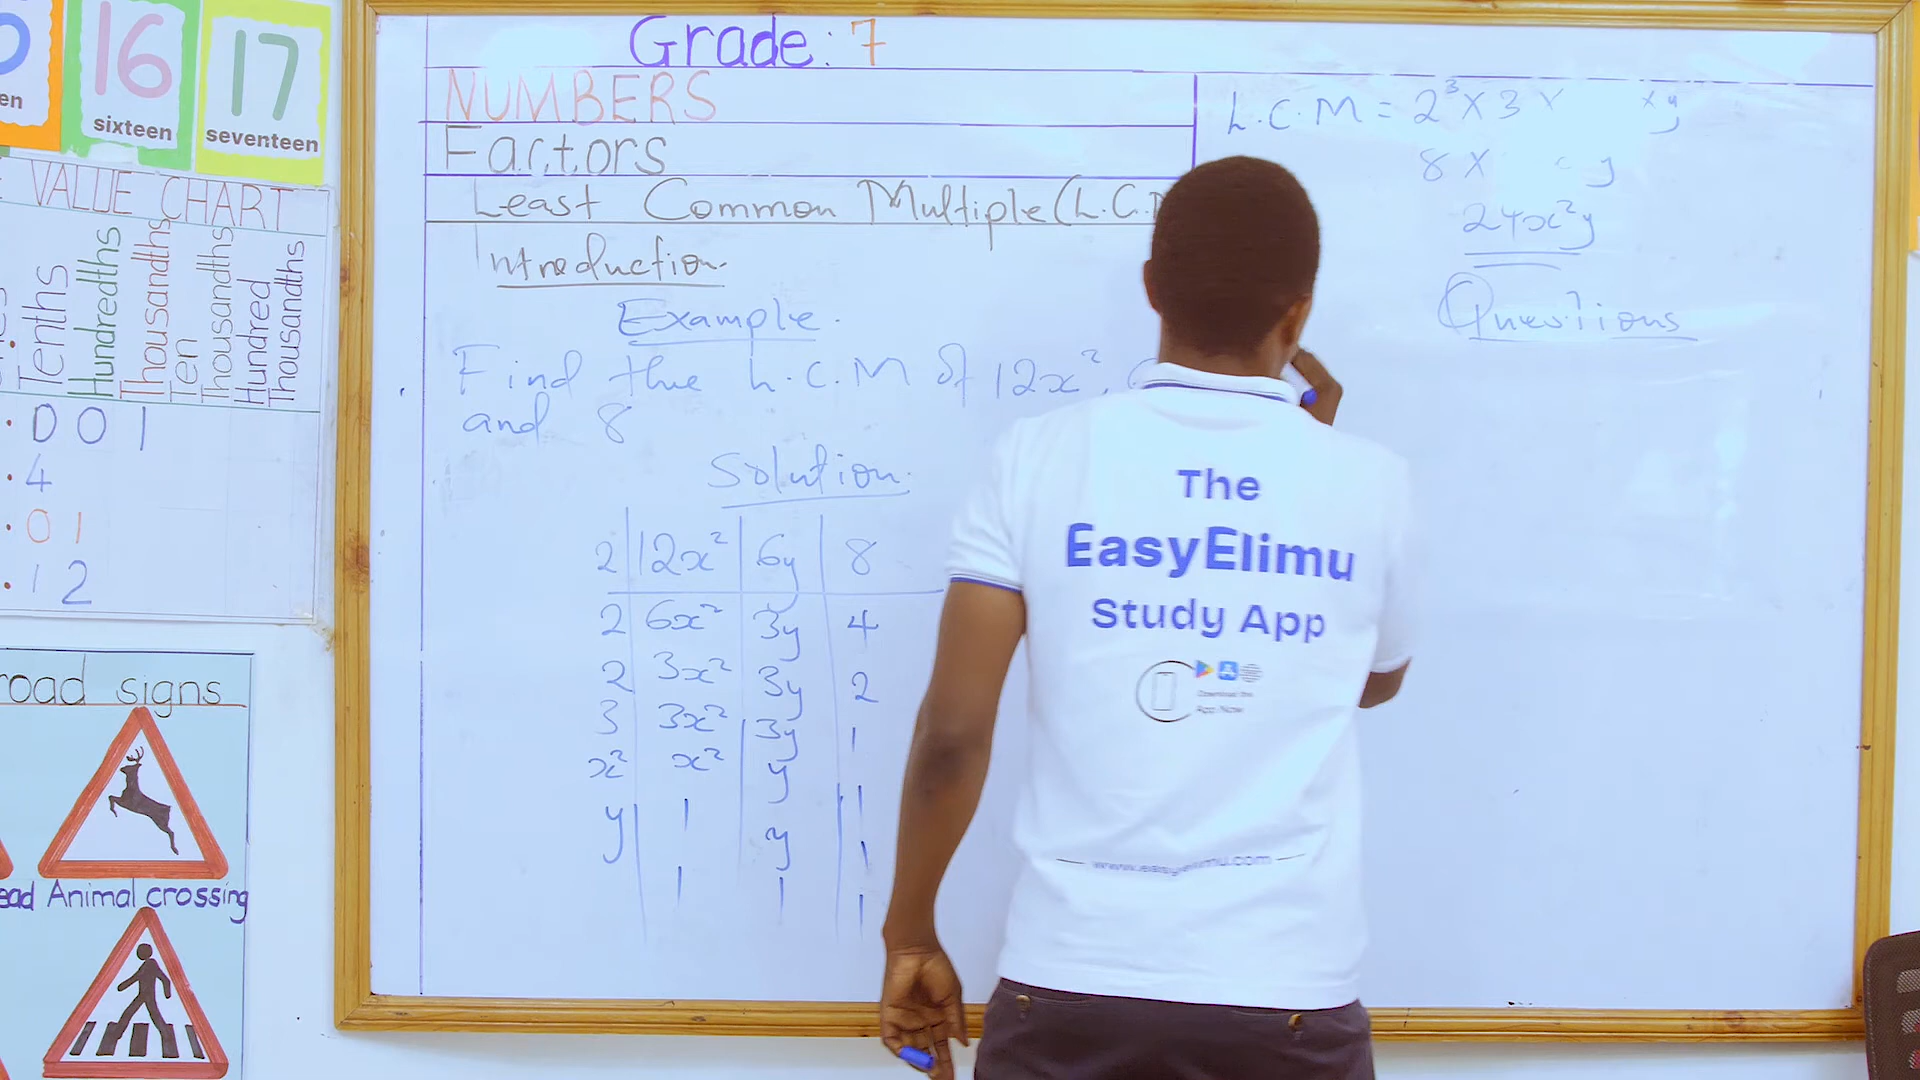 16
sixteen
17
seventeen
VALUE CHART
Tenths
Hundredths
Thousandths
Ten Thousandths
Hundred Thousandths
0 0 1
4
0 1
1 2
road signs
Animal crossing
Grade: 7
NUMBERS
Factors
Least Common Multiple (L.C.
Introduction
Example.
Find the L.C.M of 12x²,
and 8
Solution.
2 | 12x² | 6y | 8
2 6x² 3y 4
2 3x² 3y 2
3 3x² 3y 1
x² x² y 1
y 1 y 1
1 1 1
L.C.M = 2³ X 3 X x y
8 X y
24x²y
Questions
The
EasyElimu
Study App
Download the
App Now
www.easyelimu.com